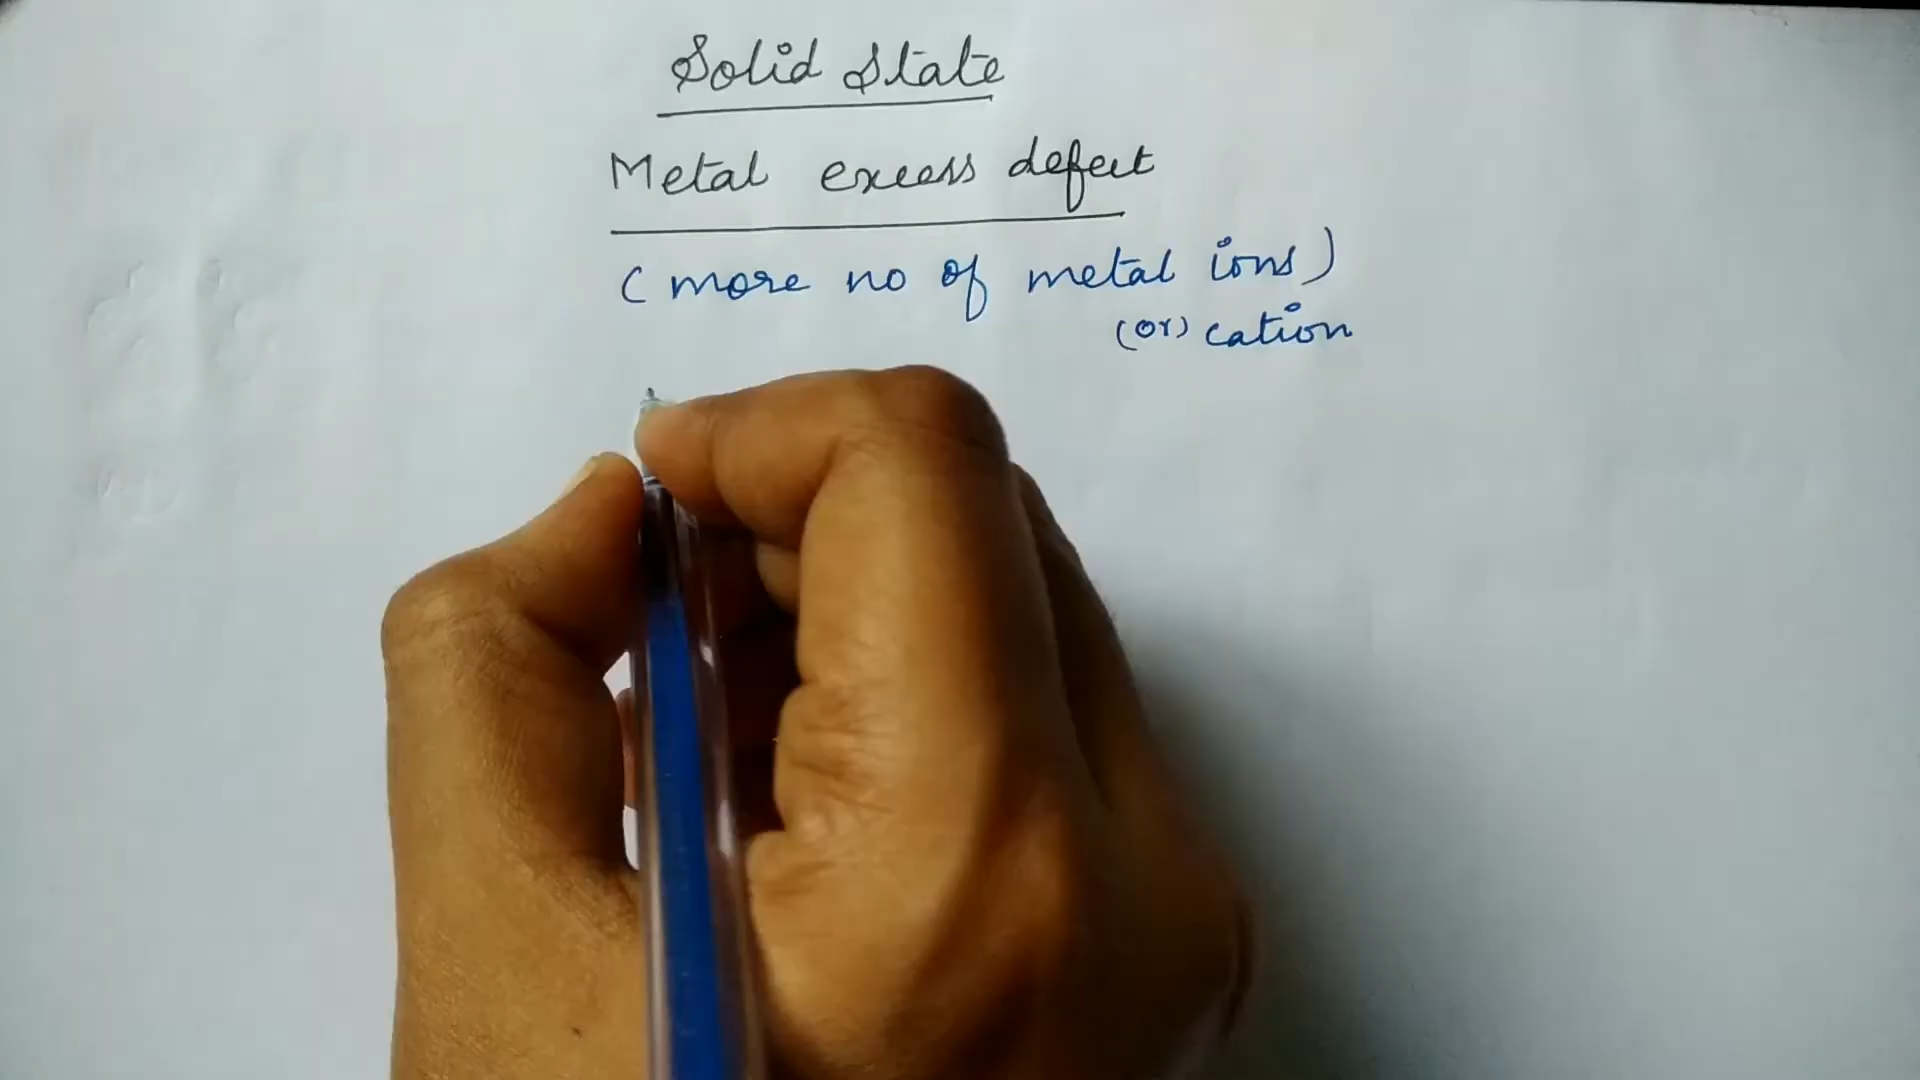 Solid State
Metal excess defect
(more no of metal ions)
(or) cation